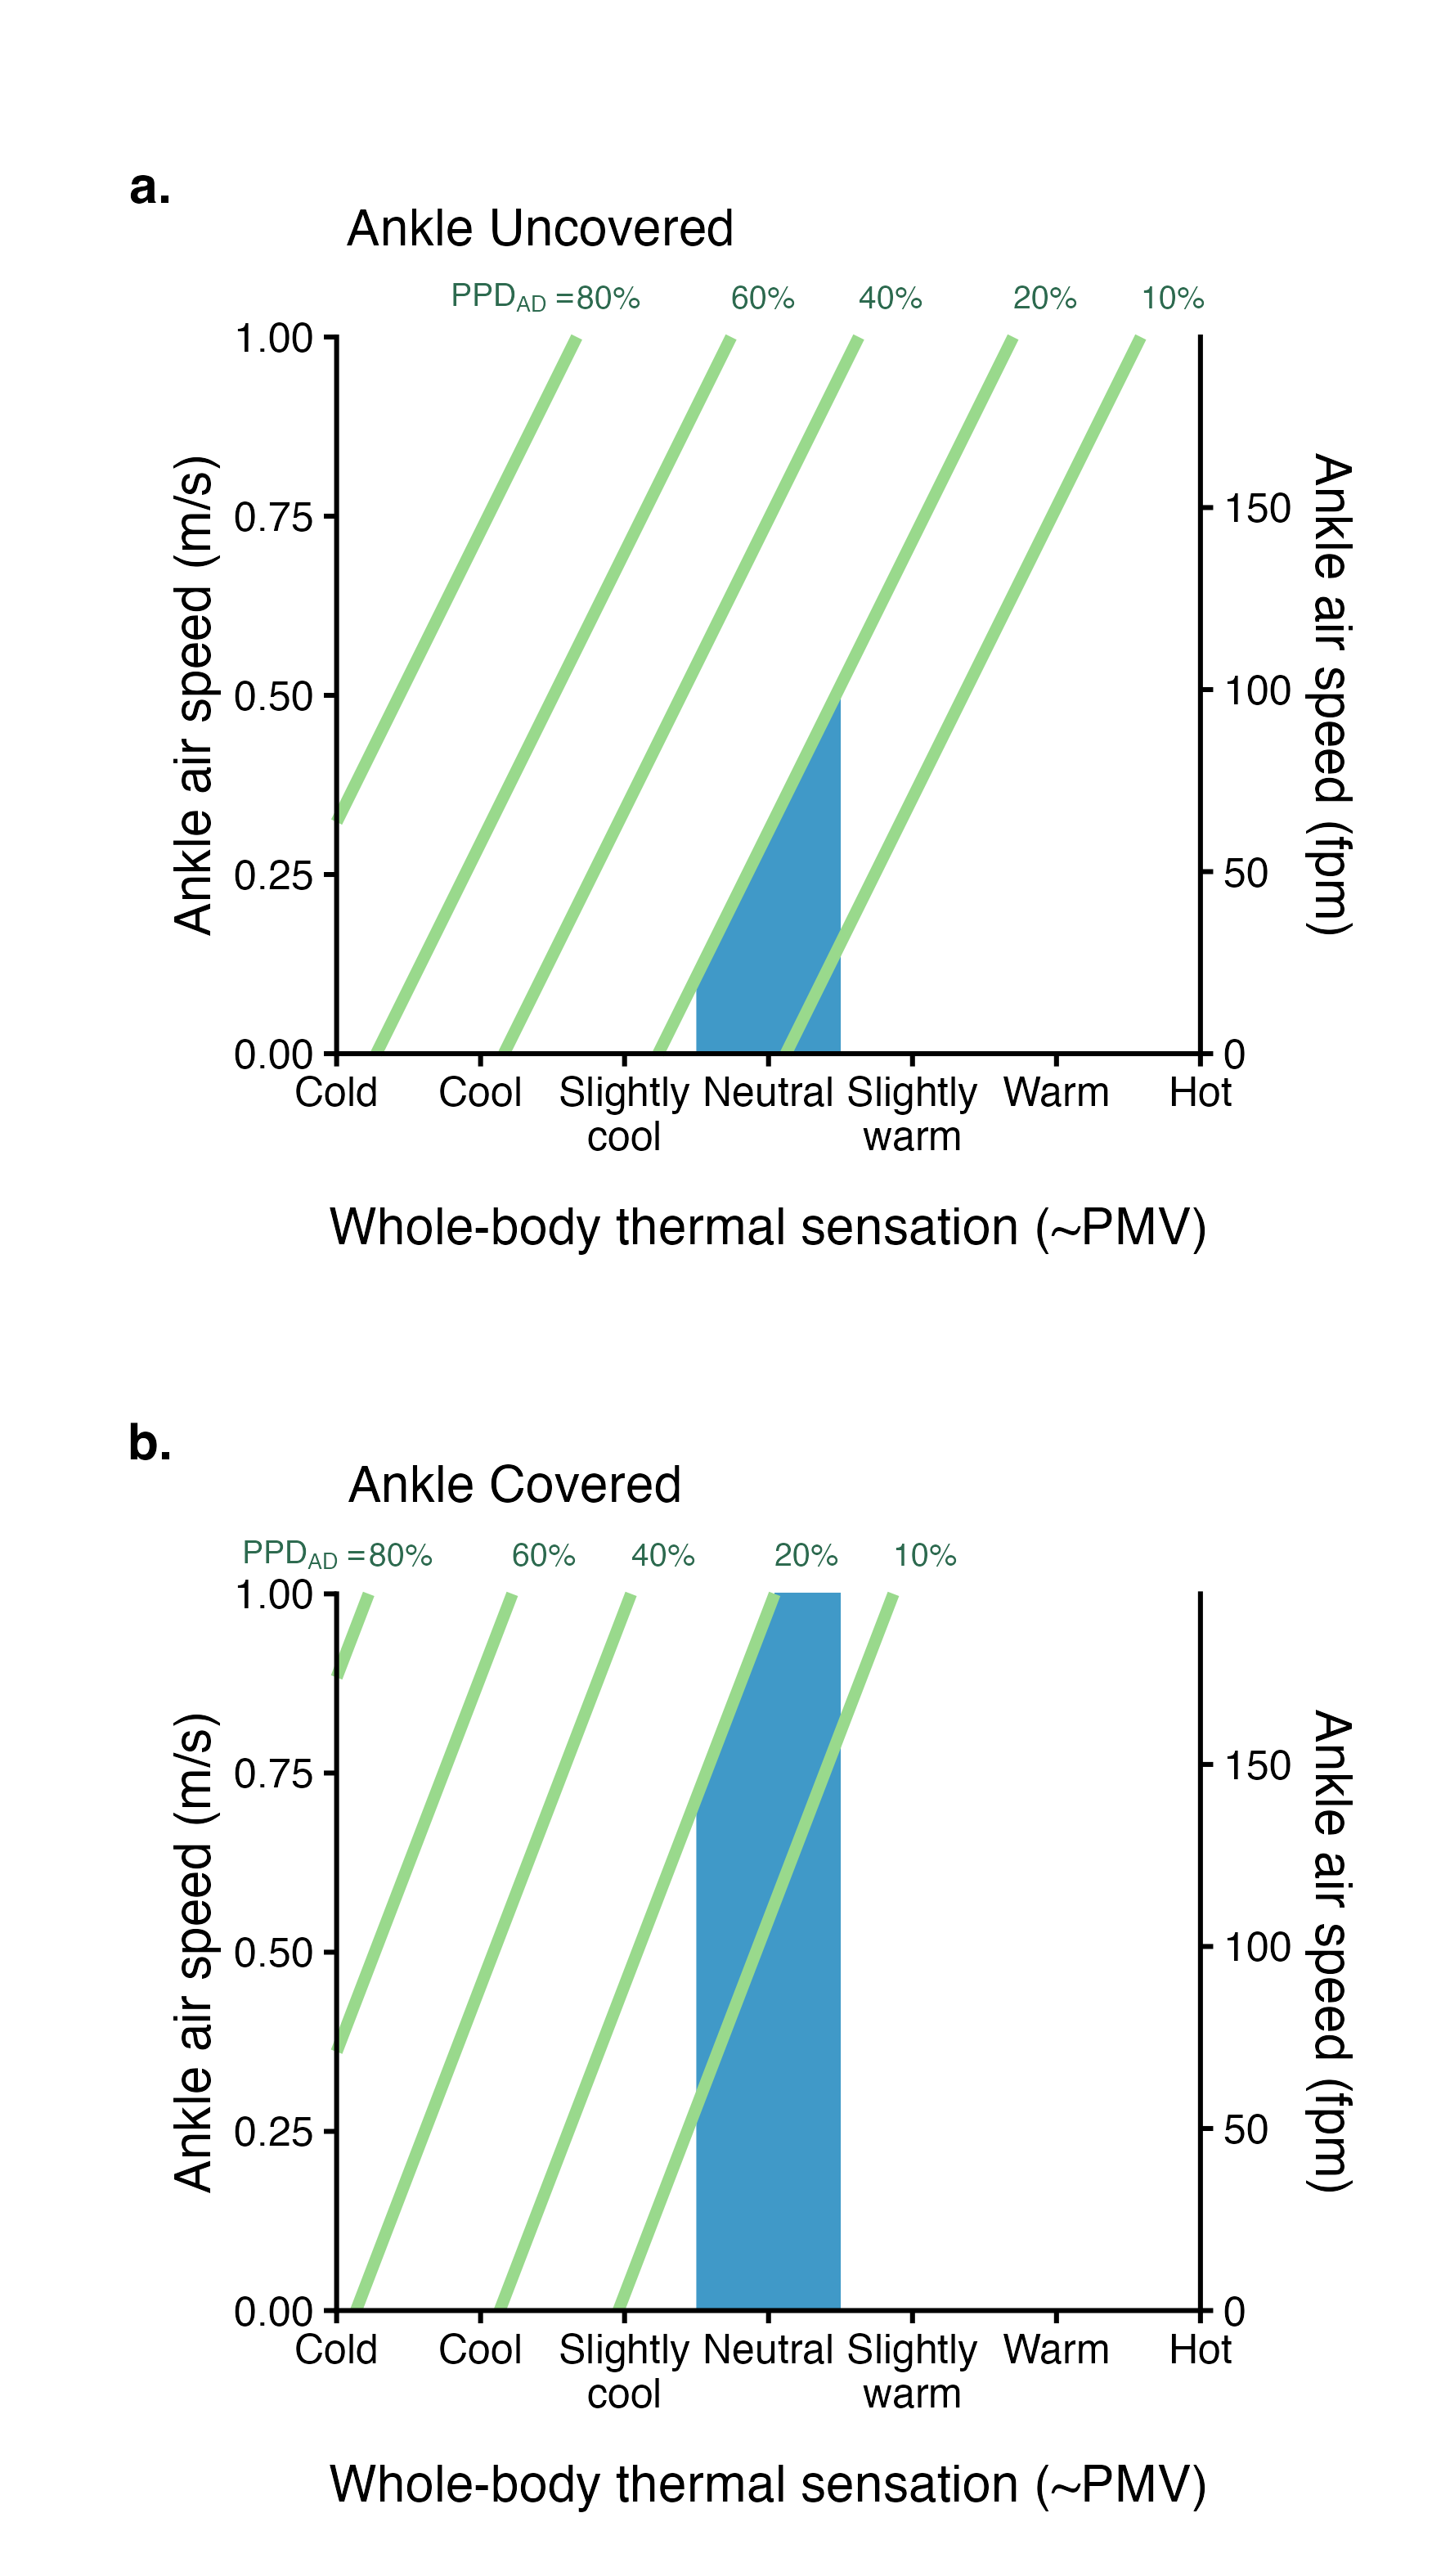 a.
Ankle Uncovered
PPDAD =80% 60% 40% 20% 10%
1.00
0.75
0.50
0.25
0.00
Ankle air speed (m/s)
150
100
50
0
Ankle air speed (fpm)
Cold Cool Slightly cool Neutral Slightly warm Warm Hot
Whole-body thermal sensation (~PMV)
b.
Ankle Covered
PPDAD =80% 60% 40% 20% 10%
1.00
0.75
0.50
0.25
0.00
Ankle air speed (m/s)
150
100
50
0
Ankle air speed (fpm)
Cold Cool Slightly cool Neutral Slightly warm Warm Hot
Whole-body thermal sensation (~PMV)